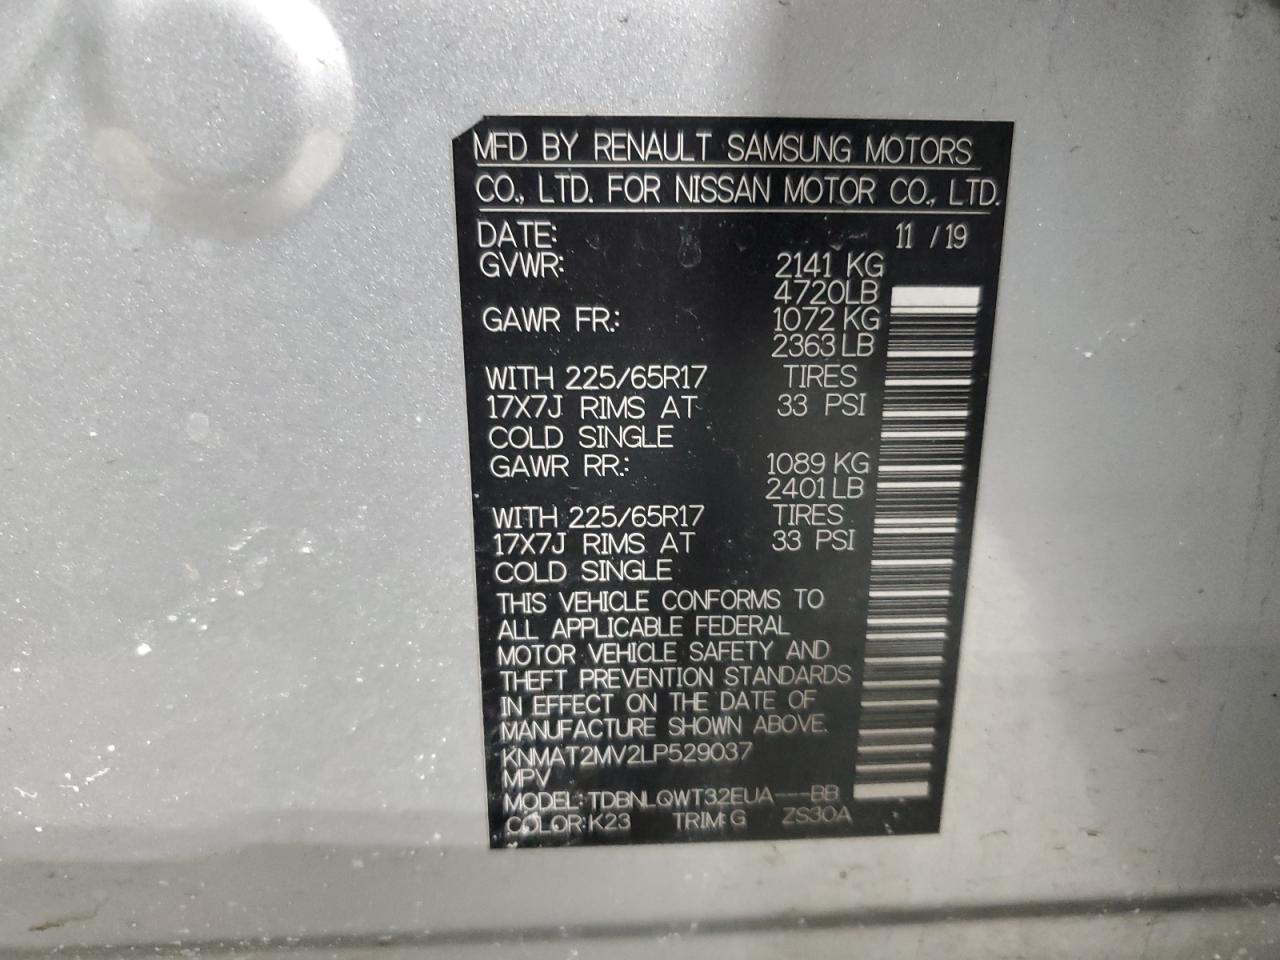 MFD BY RENAULT SAMSUNG MOTORS
CO., LTD. FOR NISSAN MOTOR CO., LTD.
DATE: 11 / 19
GVWR: 2141 KG
4720LB
GAWR FR.: 1072 KG
2363 LB
WITH 225/65R17 TIRES
17X7J RIMS AT 33 PSI
COLD SINGLE
GAWR RR.: 1089 KG
2401 LB
WITH 225/65R17 TIRES
17X7J RIMS AT 33 PSI
COLD SINGLE
THIS VEHICLE CONFORMS TO
ALL APPLICABLE FEDERAL
MOTOR VEHICLE SAFETY AND
THEFT PREVENTION STANDARDS
IN EFFECT ON THE DATE OF
MANUFACTURE SHOWN ABOVE.
KNMAT2MV2LP529037
MPV
MODEL: TDBNLQWT32EUA---BB
COLOR: K23 TRIM: G ZS30A